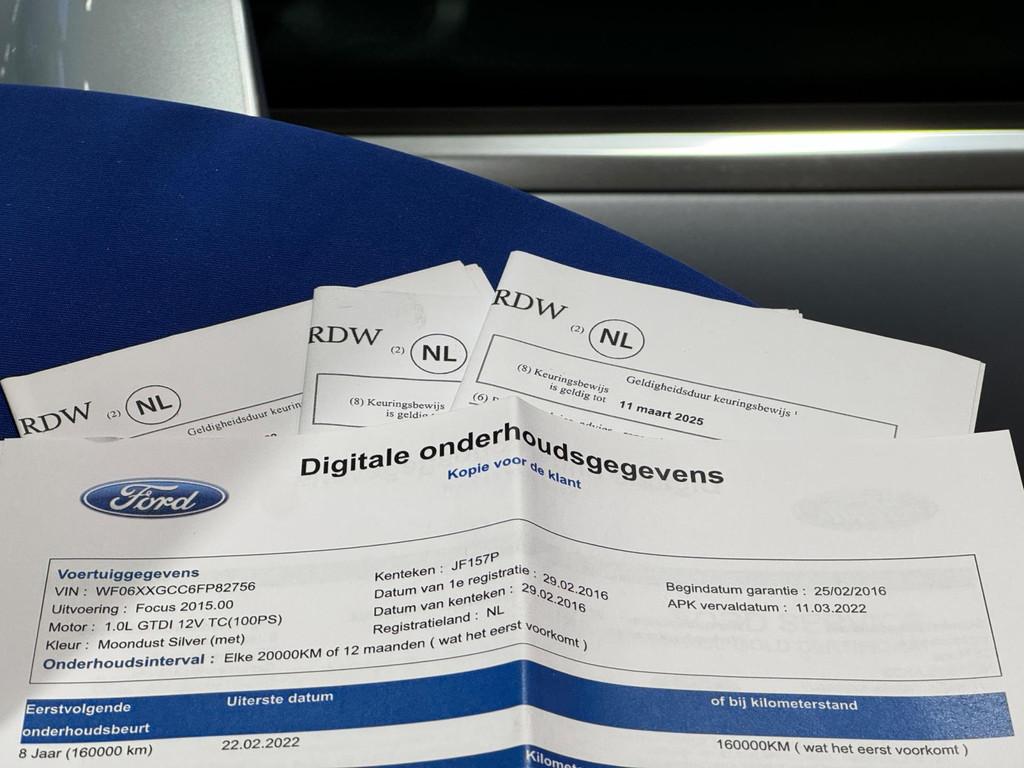 RDW (2) NL
Geldigheidsduur
RDW (2) NL
(8) Keuringsbewijs
is geldig
RDW (2) NL
Geldigheidsduur keuringsbewijs
(8) Keuringsbewijs
is geldig tot 11 maart 2025
(6)
Digitale onderhoudsgegevens
Kopie voor de klant
Ford
Voertuiggegevens
VIN : WF06XXGCC6FP82756
Uitvoering : Focus 2015.00
Motor : 1.0L GTDI 12V TC(100PS)
Kleur : Moondust Silver (met)
Kenteken : JF157P
Datum van 1e registratie : 29.02.2016
Datum van kenteken : 29.02.2016
Registratieland : NL
Begindatum garantie : 25/02/2016
APK vervaldatum : 11.03.2022
Onderhoudsinterval : Elke 20000KM of 12 maanden ( wat het eerst voorkomt )
Eerstvolgende
onderhoudsbeurt
Uiterste datum
of bij kilometerstand
8 Jaar (160000 km)
22.02.2022
160000KM ( wat het eerst voorkomt )